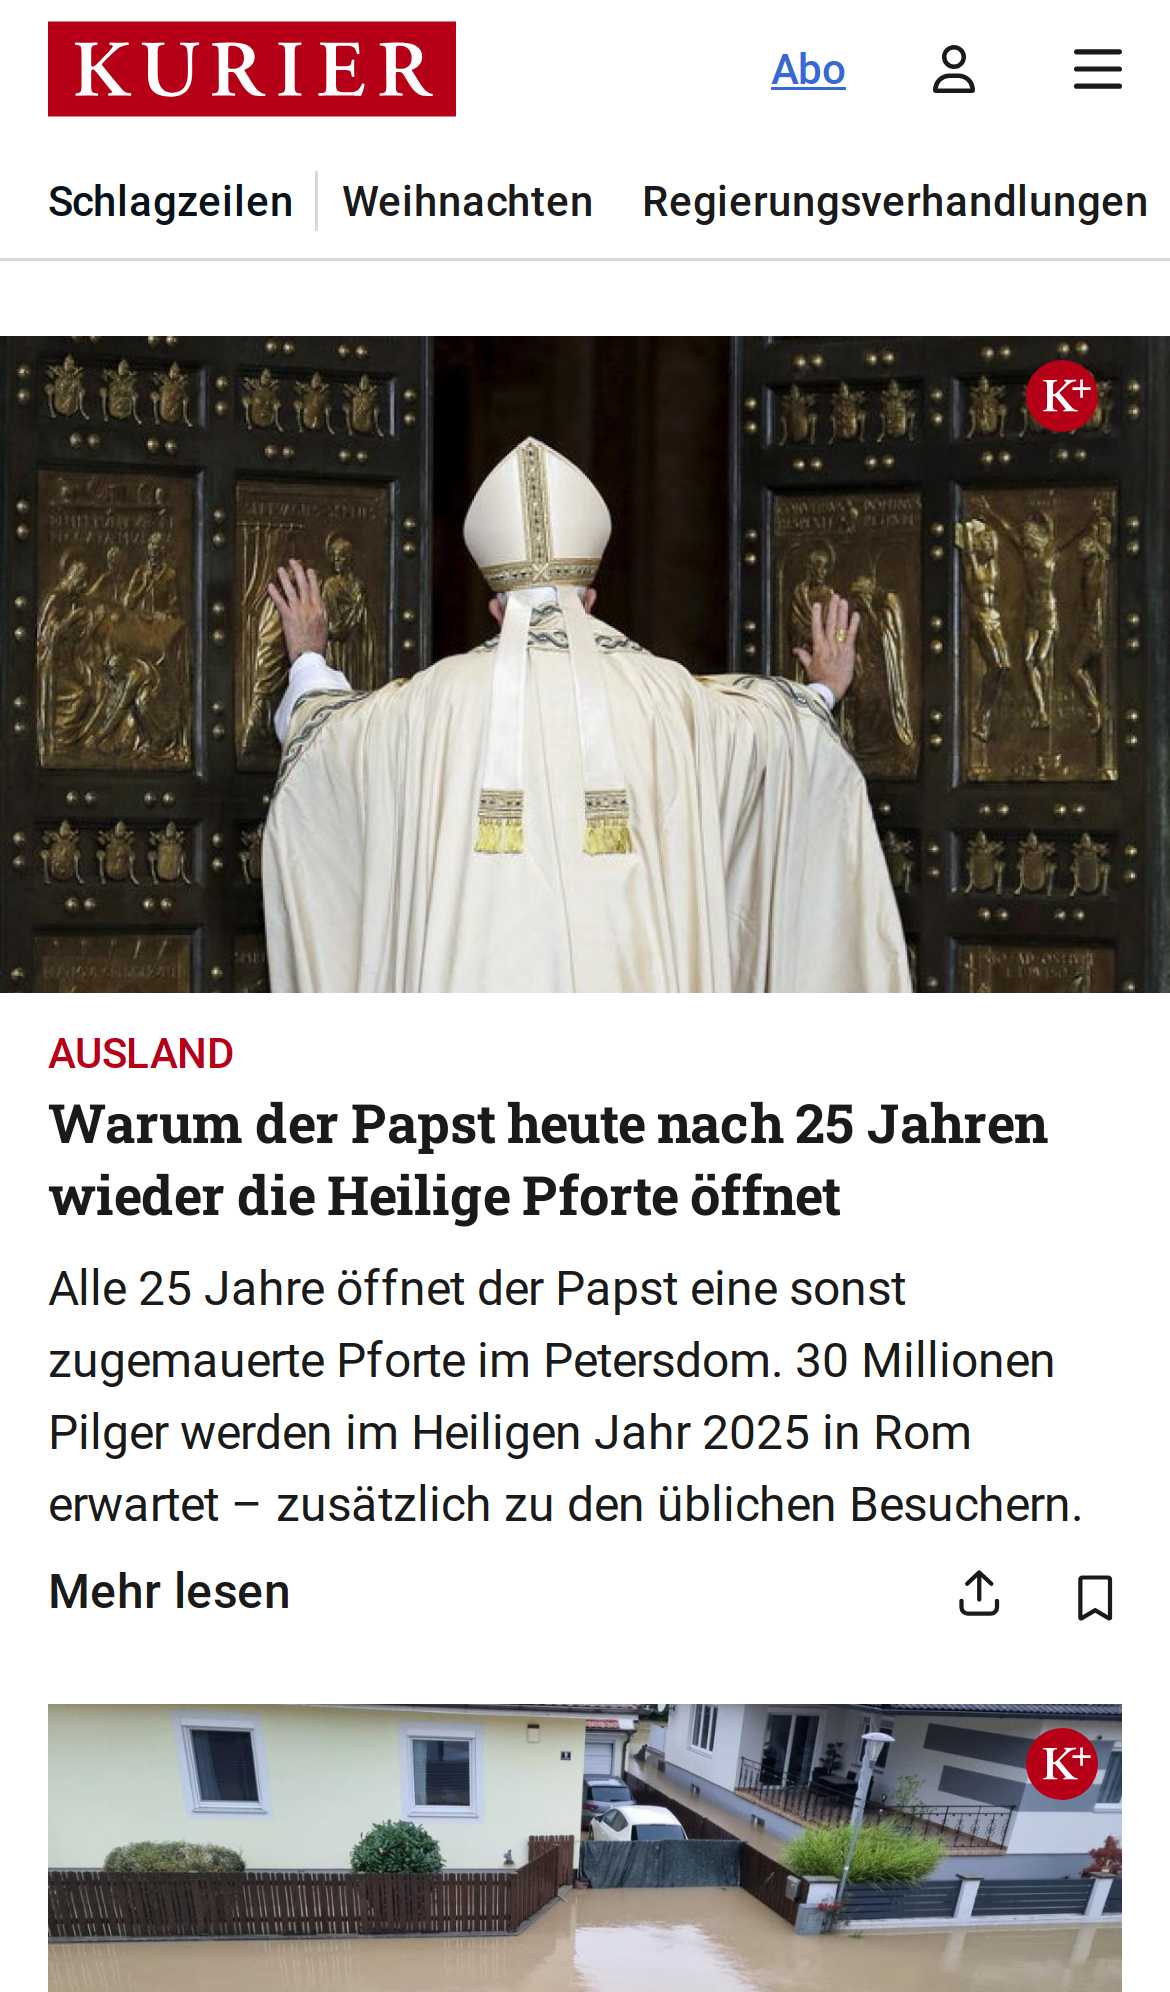 KURIER
Abo
Schlagzeilen
Weihnachten
Regierungsverhandlungen
K+
AUSLAND
Warum der Papst heute nach 25 Jahren
wieder die Heilige Pforte öffnet
Alle 25 Jahre öffnet der Papst eine sonst
zugemauerte Pforte im Petersdom. 30 Millionen
Pilger werden im Heiligen Jahr 2025 in Rom
erwartet – zusätzlich zu den üblichen Besuchern.
Mehr lesen
K+